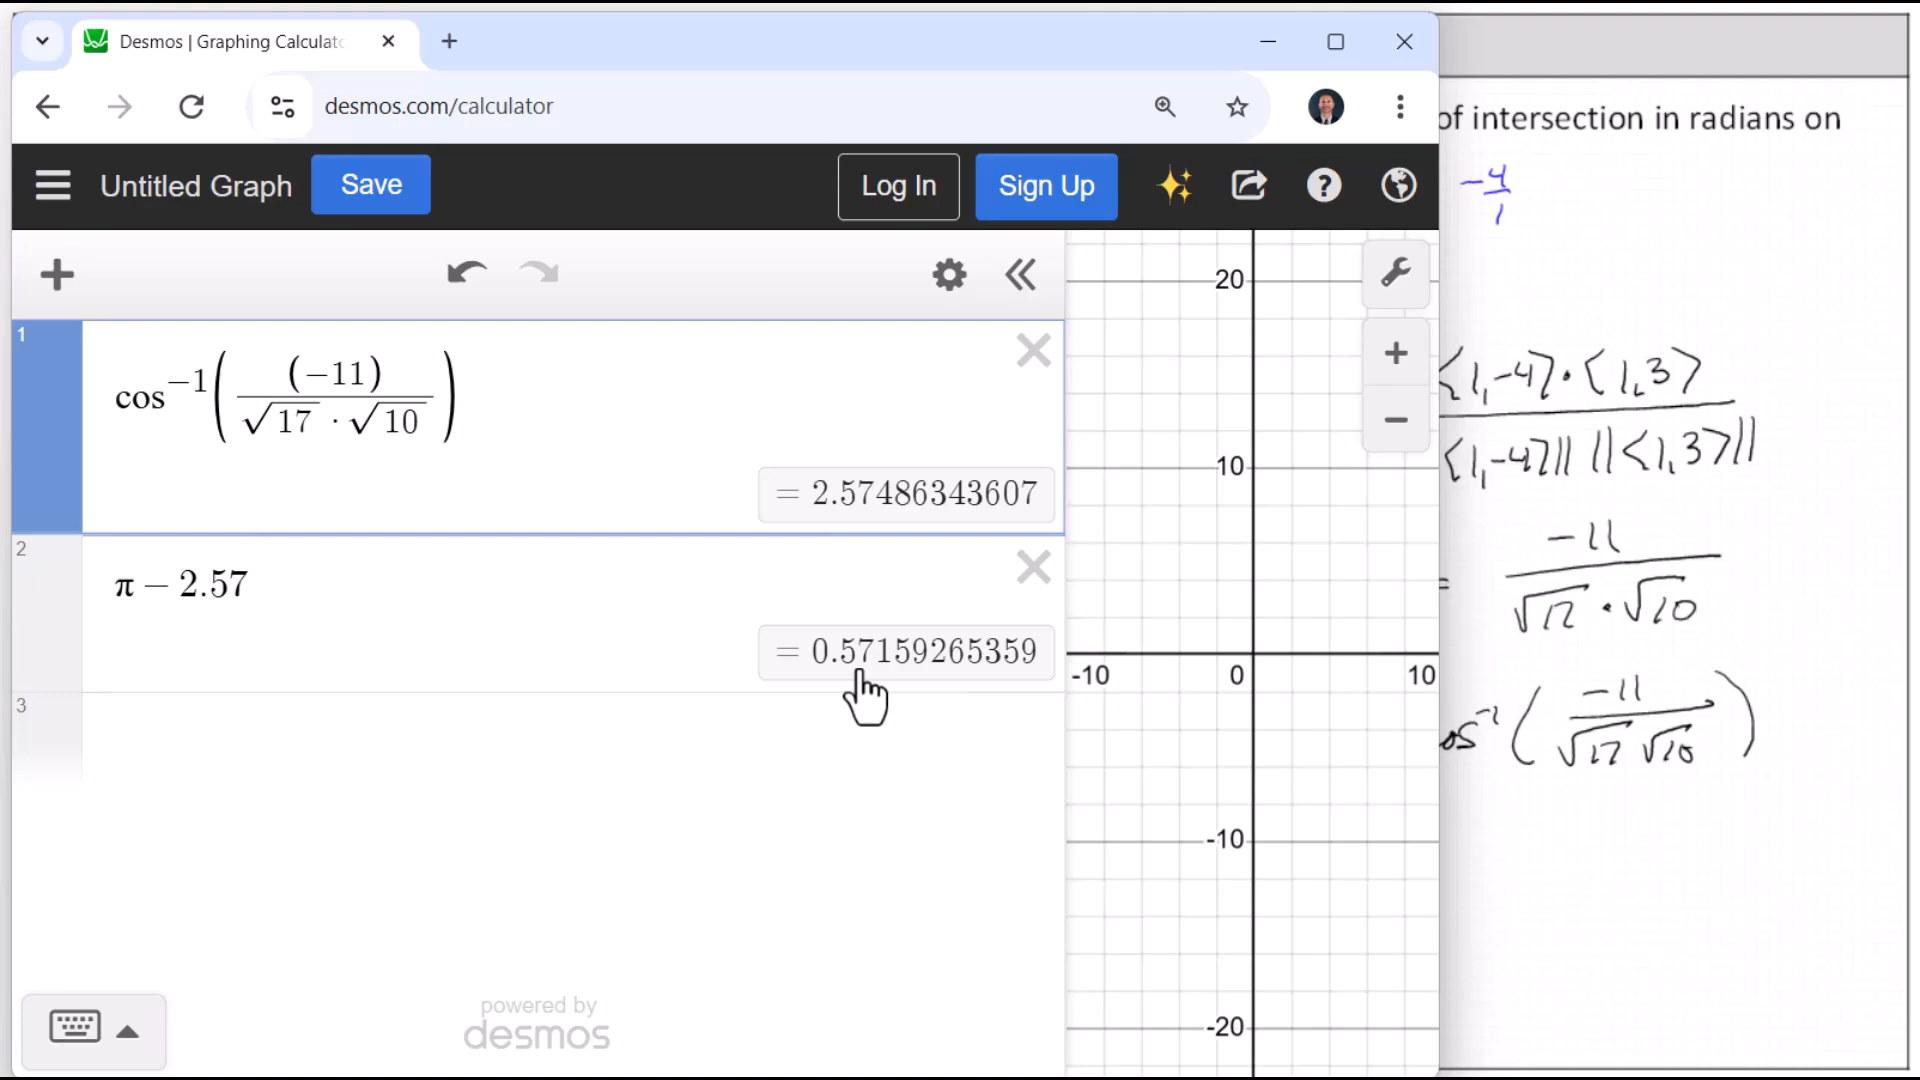 Desmos | Graphing Calculato
desmos.com/calculator
Untitled Graph
Save
Log In
Sign Up
1
cos⁻¹((−11)/(√17 · √10))
= 2.57486343607
2
π − 2.57
= 0.57159265359
3
powered by
desmos
20
10
-10
0
10
-10
-20
of intersection in radians on
-4/1
<1,-4>·<1,3>
<1,-4>|| ||<1,3>||
= -11/(√17 · √10)
os⁻¹(-11/(√17 √10))